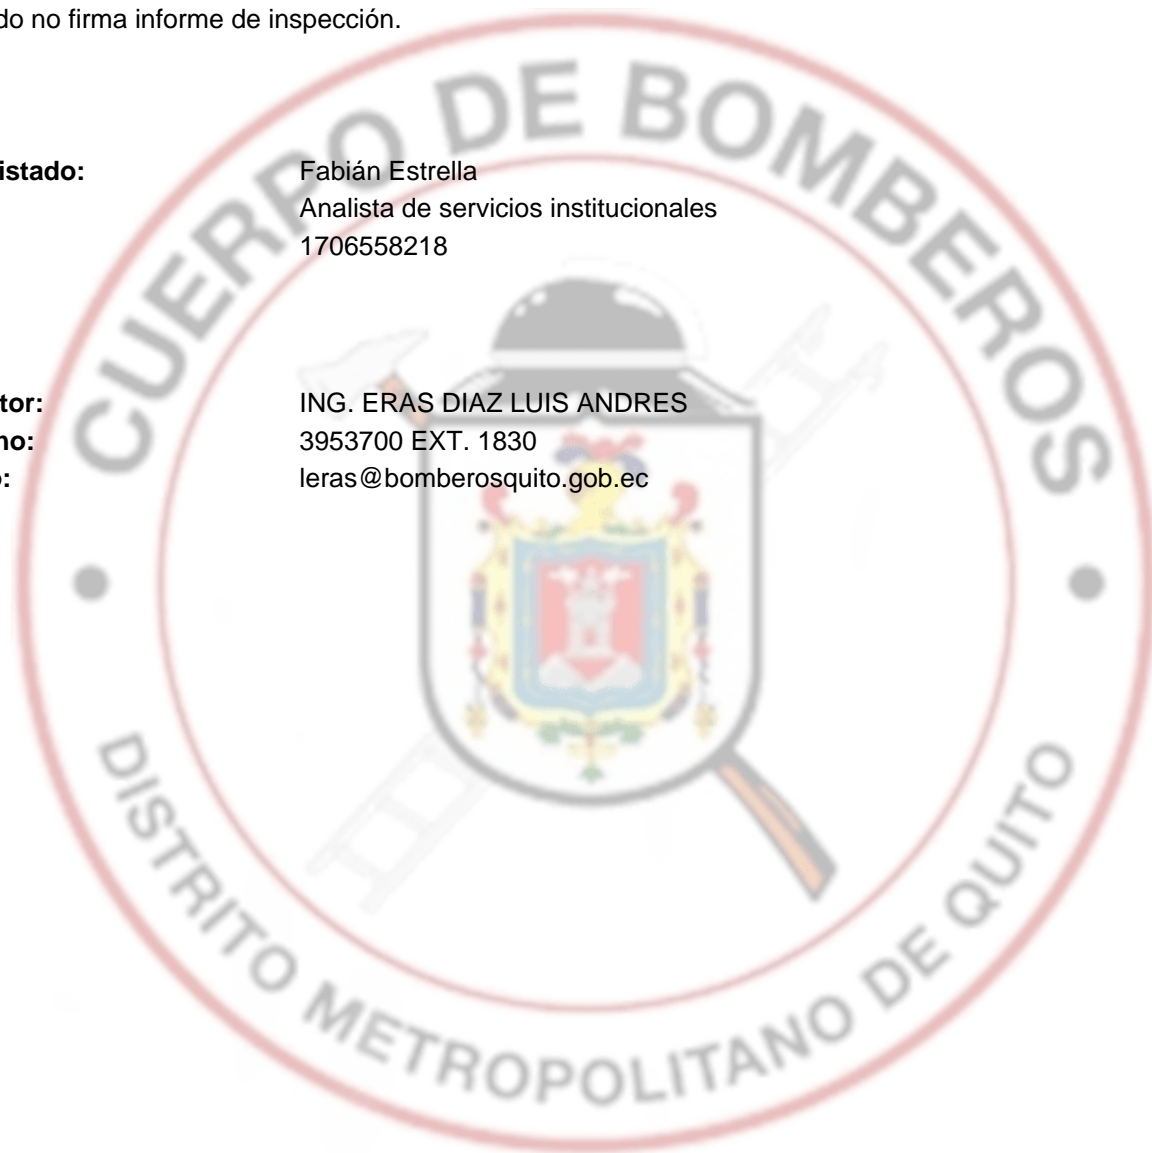 do no firma informe de inspección.
istado: Fabián Estrella
Analista de servicios institucionales
1706558218
tor: ING. ERAS DIAZ LUIS ANDRES
no: 3953700 EXT. 1830
o: leras@bomberosquito.gob.ec
CUERPO DE BOMBEROS
DISTRITO METROPOLITANO DE QUITO